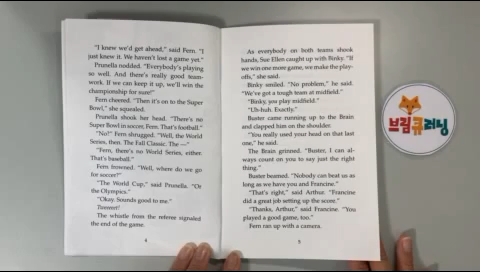 "I knew we'd get ahead," said Fern. "I
just knew it. We haven't lost a game yet."
Prunella nodded. "Everybody's playing
so well. And there's really good team-
work. If we can keep it up, we'll win the
championship for sure!"
Fern cheered. "Then it's on to the Super
Bowl," she squealed.
Prunella shook her head. "There's no
Super Bowl in soccer, Fern. That's football."
"No?" Fern shrugged. "Well, the World
Series, then. The Fall Classic. The —"
"Fern, there's no World Series, either.
That's baseball."
Fern frowned. "Well, where do we go
for soccer?"
"The World Cup," said Prunella. "Or
the Olympics."
"Okay. Sounds good to me."
The whistle from the referee signaled
the end of the game.
4
As everybody on both teams shook
hands, Sue Ellen caught up with Binky. "If
we win one more game, we make the play-
offs," she said.
Binky smiled. "No problem," he said.
"We've got a tough team at midfield."
"Binky, you play midfield."
"Uh-huh. Exactly."
Buster came running up to the Brain
and clapped him on the shoulder.
"You really used your head on that last
one," he said.
The Brain grinned. "Buster, I can al-
ways count on you to say just the right
thing."
Buster beamed. "Nobody can beat us as
long as we have you and Francine."
"That's right," said Arthur. "Francine
did a great job setting up the score."
"Thanks, Arthur," said Francine. "You
played a good game, too."
Fern ran up with a camera.
5
브림
큐
러닝